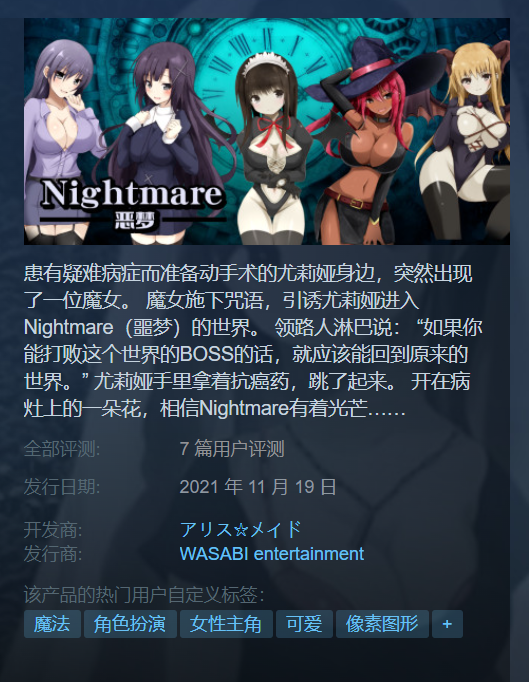 Nightmare
恶梦
患有疑难病症而准备动手术的尤莉娅身边，突然出现
了一位魔女。 魔女施下咒语，引诱尤莉娅进入
Nightmare（噩梦）的世界。 领路人淋巴说： “如果你
能打败这个世界的BOSS的话，就应该能回到原来的
世界。” 尤莉娅手里拿着抗癌药，跳了起来。 开在病
灶上的一朵花，相信Nightmare有着光芒……
全部评测: 7 篇用户评测
发行日期: 2021 年 11 月 19 日
开发商: アリス☆メイド
发行商: WASABI entertainment
该产品的热门用户自定义标签：
魔法 角色扮演 女性主角 可爱 像素图形 +